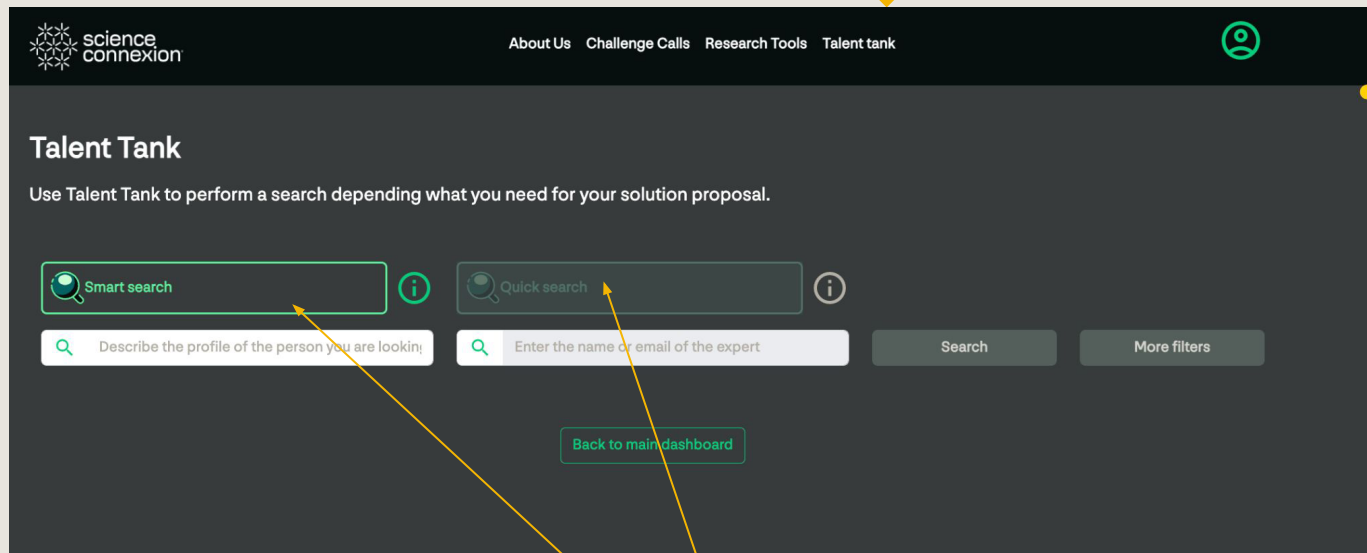 science
connexion
About Us Challenge Calls Research Tools Talent tank
Talent Tank
Use Talent Tank to perform a search depending what you need for your solution proposal.
Smart search Quick search
Describe the profile of the person you are looking Enter the name or email of the expert Search More filters
Back to main dashboard